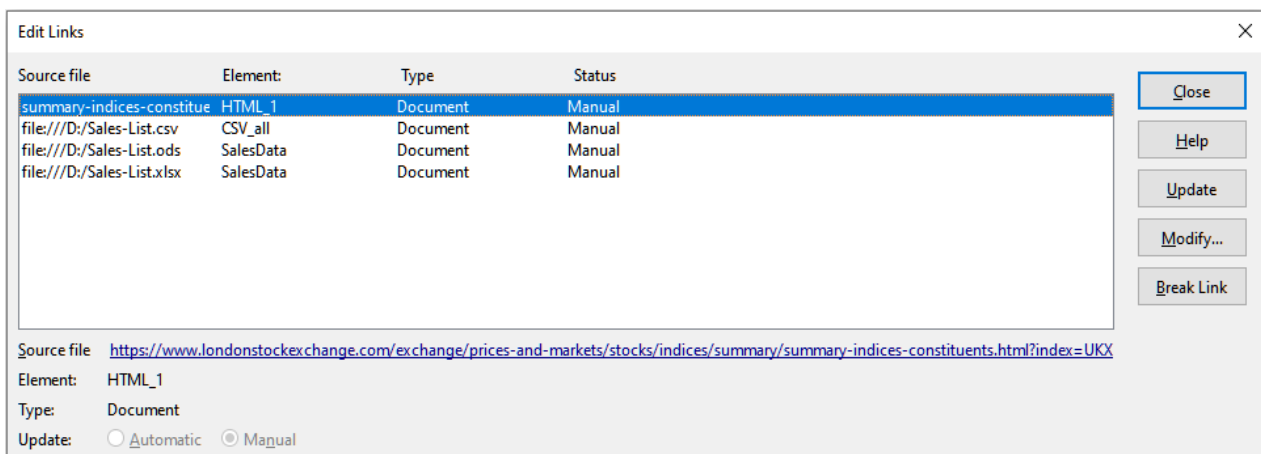 Edit Links
Source file Element: Type Status
summary-indices-constitue HTML_1 Document Manual
file:///D:/Sales-List.csv CSV_all Document Manual
file:///D:/Sales-List.ods SalesData Document Manual
file:///D:/Sales-List.xlsx SalesData Document Manual
Close
Help
Update
Modify...
Break Link
Source file https://www.londonstockexchange.com/exchange/prices-and-markets/stocks/indices/summary/summary-indices-constituents.html?index=UKX
Element: HTML_1
Type: Document
Update: Automatic Manual